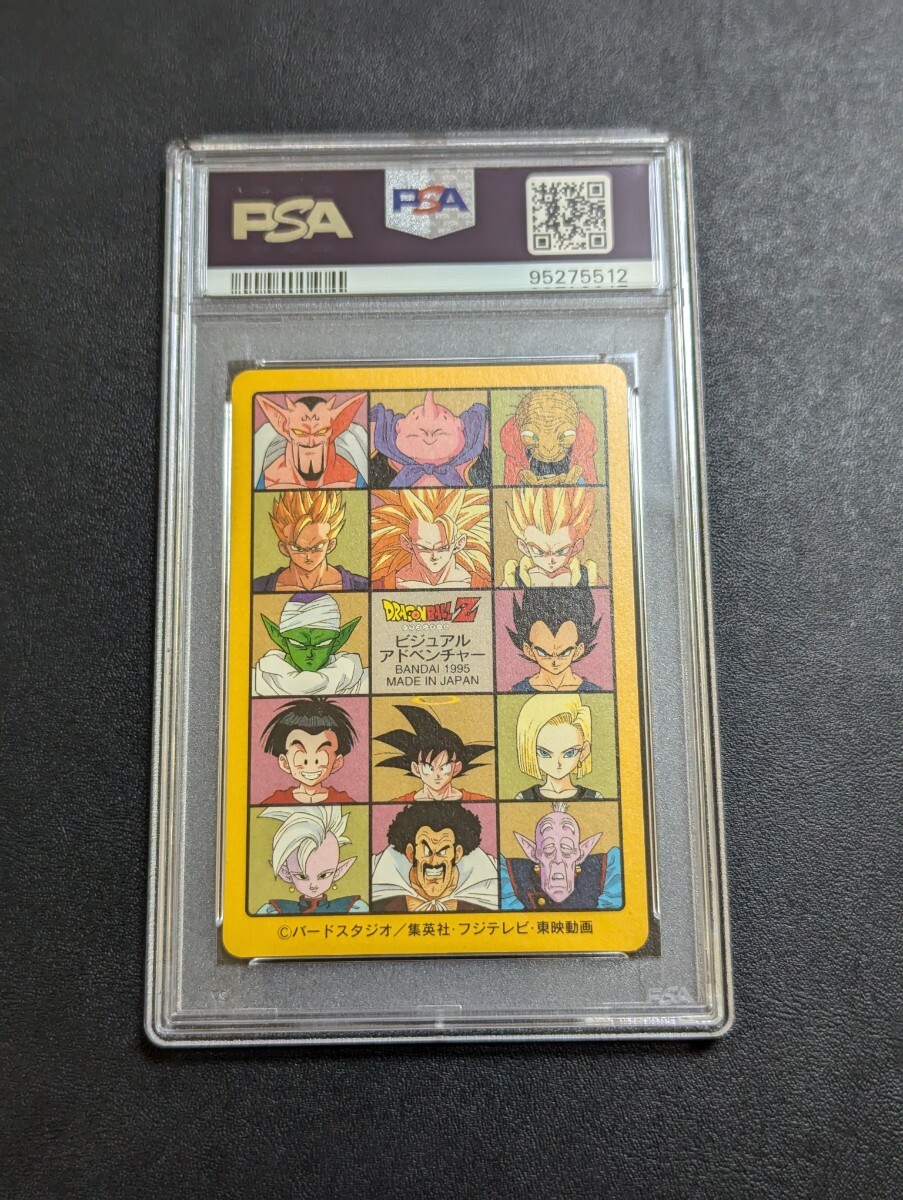 PSA
PSA
95275512
DRAGON BALL Z
ビジュアル
アドベンチャー
BANDAI 1995
MADE IN JAPAN
©バードスタジオ/集英社·フジテレビ·東映動画
PSA